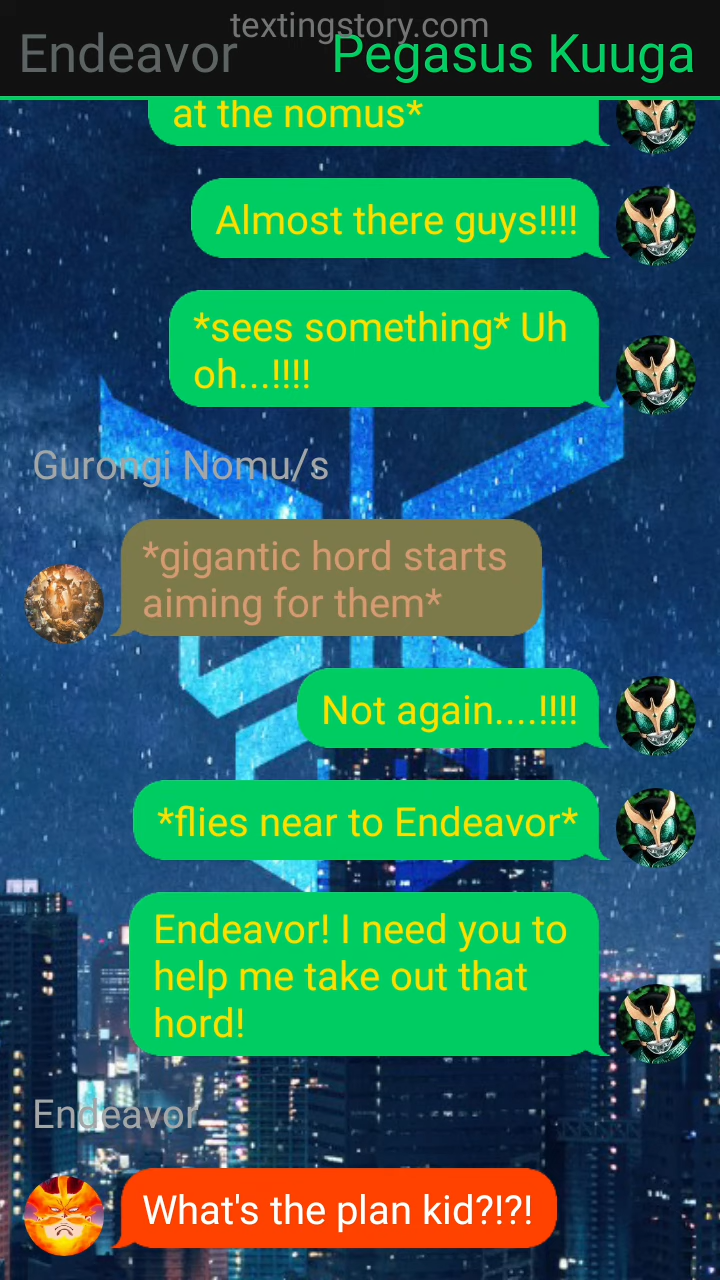 textingstory.com
Endeavor
Pegasus Kuuga
at the nomus*
Almost there guys!!!!
*sees something* Uh
oh...!!!!
Gurongi Nomu/s
*gigantic hord starts
aiming for them*
Not again....!!!!
*flies near to Endeavor*
Endeavor! I need you to
help me take out that
hord!
Endeavor
What's the plan kid?!?!